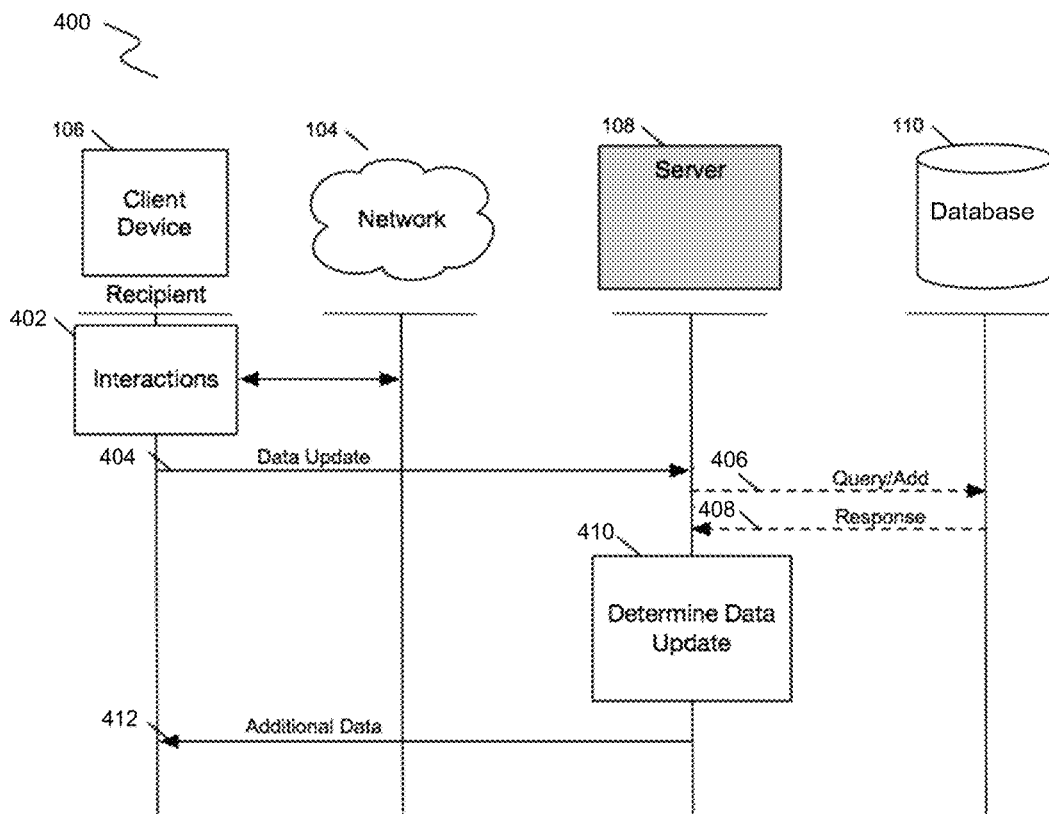 400
106
104
108
110
Client
Device
Network
Server
Database
Recipient
402
Interactions
404
Data Update
406
Query/Add
408
Response
410
Determine Data
Update
412
Additional Data